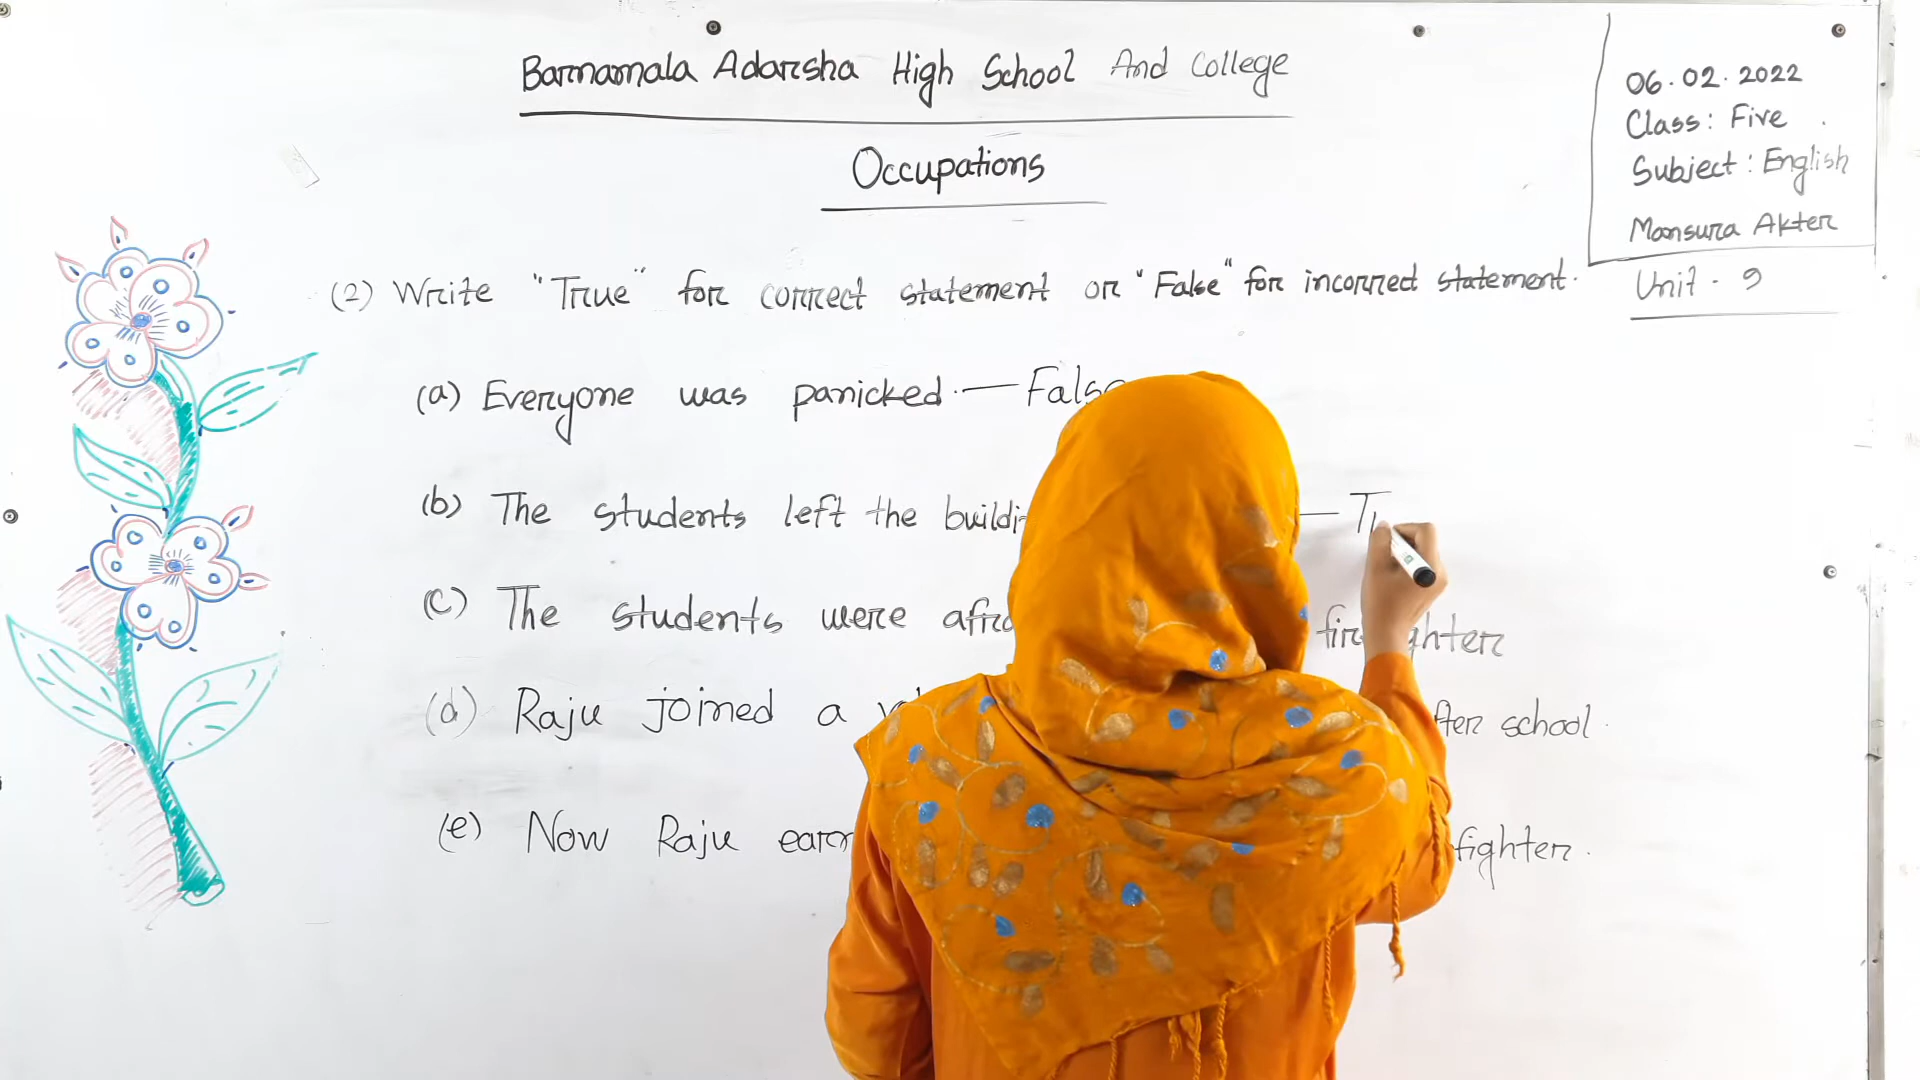 Barnamala Adarsha High School And College
Occupations
06.02.2022
Class: Five
Subject: English
Mansura Akter
Unit - 9
(2) Write "True" for correct statement or "False" for incorrect statement.
(a) Everyone was panicked. — False
(b) The students left the buildi — Tr
(c) The students were afra firefighter
(d) Raju joined a fter school.
(e) Now Raju earn fighter.